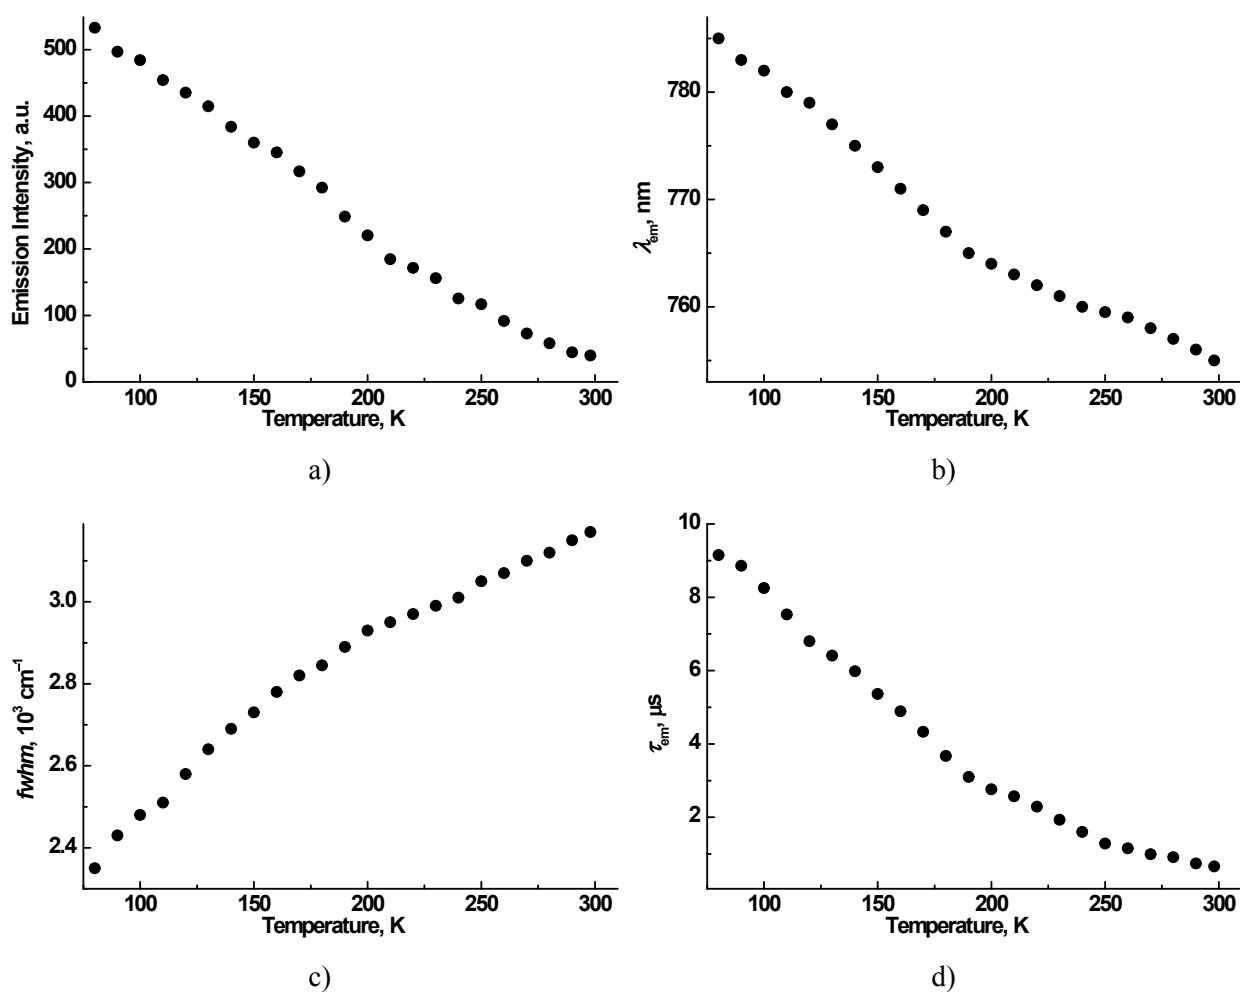 500
400
300
200
100
0
Emission Intensity, a.u.
100 150 200 250 300
Temperature, K
a)
780
770
760
λem, nm
100 150 200 250 300
Temperature, K
b)
3.0
2.8
2.6
2.4
fwhm, 10³ cm⁻¹
100 150 200 250 300
Temperature, K
c)
10
8
6
4
2
τem, μs
100 150 200 250 300
Temperature, K
d)